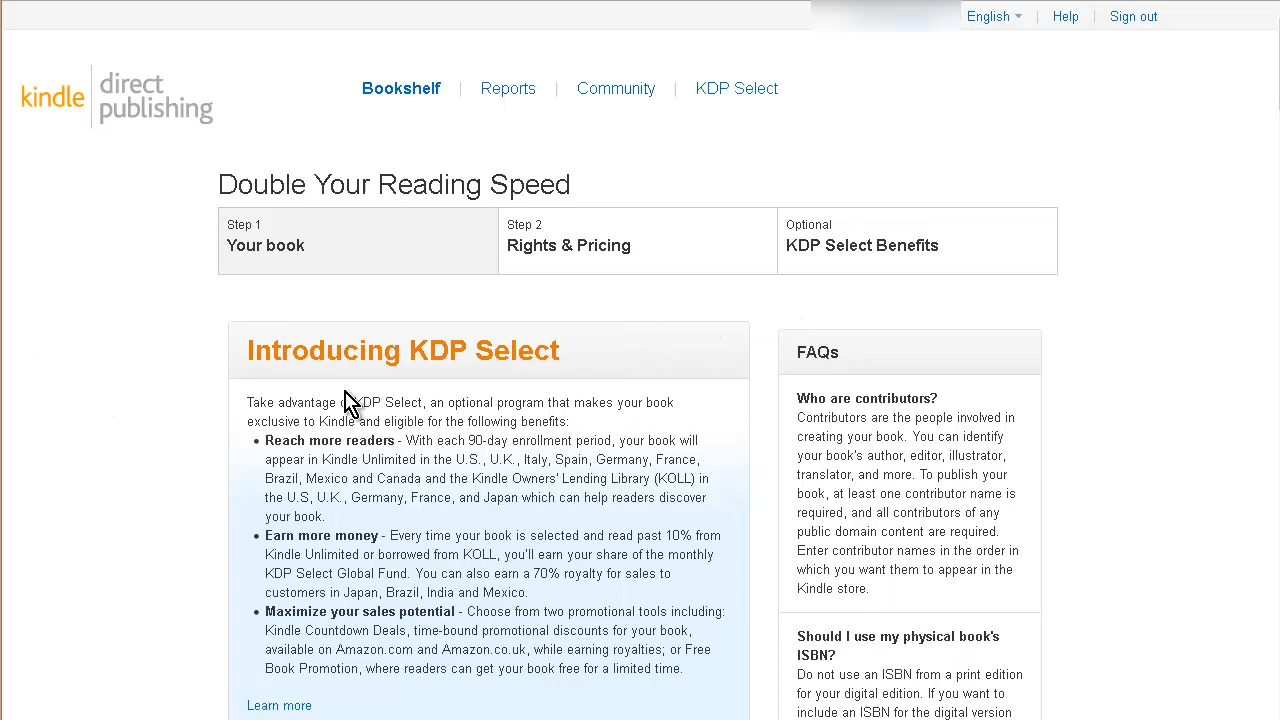 English | Help | Sign out
kindle direct publishing
Bookshelf | Reports | Community | KDP Select
Double Your Reading Speed
Step 1
Your book
Step 2
Rights & Pricing
Optional
KDP Select Benefits
Introducing KDP Select
Take advantage of KDP Select, an optional program that makes your book
exclusive to Kindle and eligible for the following benefits:
• Reach more readers - With each 90-day enrollment period, your book will
appear in Kindle Unlimited in the U.S., U.K., Italy, Spain, Germany, France,
Brazil, Mexico and Canada and the Kindle Owners' Lending Library (KOLL) in
the U.S, U.K., Germany, France, and Japan which can help readers discover
your book.
• Earn more money - Every time your book is selected and read past 10% from
Kindle Unlimited or borrowed from KOLL, you'll earn your share of the monthly
KDP Select Global Fund. You can also earn a 70% royalty for sales to
customers in Japan, Brazil, India and Mexico.
• Maximize your sales potential - Choose from two promotional tools including:
Kindle Countdown Deals, time-bound promotional discounts for your book,
available on Amazon.com and Amazon.co.uk, while earning royalties; or Free
Book Promotion, where readers can get your book free for a limited time.
Learn more
FAQs
Who are contributors?
Contributors are the people involved in
creating your book. You can identify
your book's author, editor, illustrator,
translator, and more. To publish your
book, at least one contributor name is
required, and all contributors of any
public domain content are required.
Enter contributor names in the order in
which you want them to appear in the
Kindle store.
Should I use my physical book's
ISBN?
Do not use an ISBN from a print edition
for your digital edition. If you want to
include an ISBN for the digital version